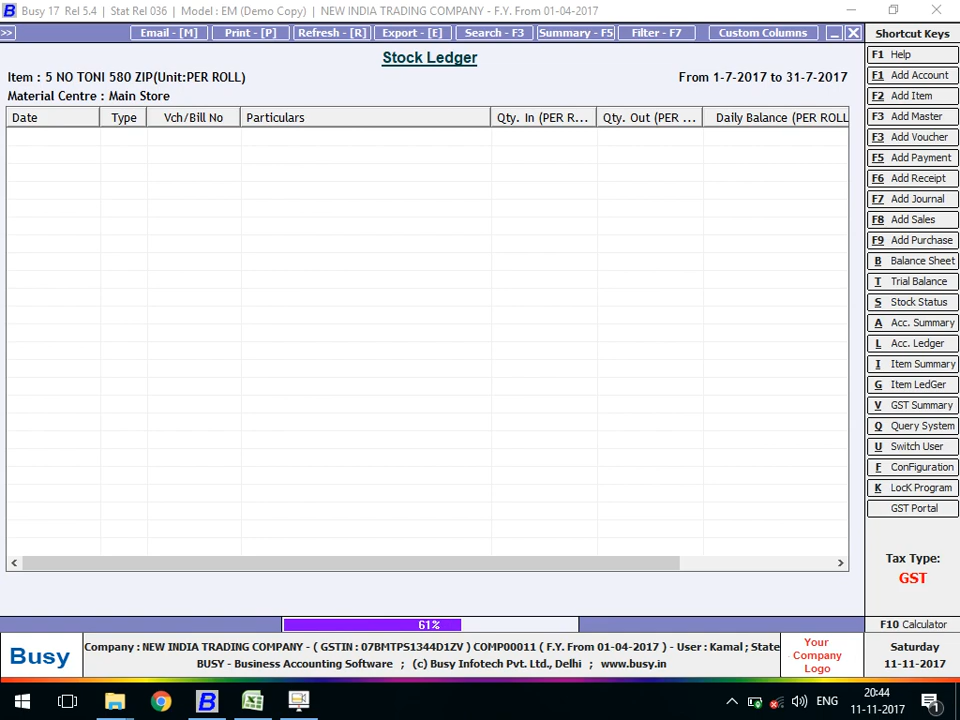 Busy 17 Rel 5.4 | Stat Rel 036 | Model : EM (Demo Copy) | NEW INDIA TRADING COMPANY - F.Y. From 01-04-2017 )
>> Email - [M] Print - [P] Refresh - [R] Export - [E] Search - F3 Summary - F5 Filter - F7 Custom Columns
Stock Ledger
Item : 5 NO TONI 580 ZIP(Unit:PER ROLL) From 1-7-2017 to 31-7-2017
Material Centre : Main Store
Date Type Vch/Bill No Particulars Qty. In (PER R... Qty. Out (PER ... Daily Balance (PER ROLL
Shortcut Keys
F1 Help
F1 Add Account
F2 Add Item
F3 Add Master
F3 Add Voucher
F5 Add Payment
F6 Add Receipt
F7 Add Journal
F8 Add Sales
F9 Add Purchase
B Balance Sheet
T Trial Balance
S Stock Status
A Acc. Summary
L Acc. Ledger
I Item Summary
G Item LedGer
V GST Summary
Q Query System
U Switch User
F ConFiguration
K LocK Program
GST Portal
Tax Type:
GST
61%
F10 Calculator
Busy
Company : NEW INDIA TRADING COMPANY - ( GSTIN : 07BMTPS1344D1ZV ) COMP00011 ( F.Y. From 01-04-2017 ) - User : Kamal ; State
BUSY - Business Accounting Software ; (c) Busy Infotech Pvt. Ltd., Delhi ; www.busy.in
Your
Company
Logo
Saturday
11-11-2017
ENG
20:44
11-11-2017
1